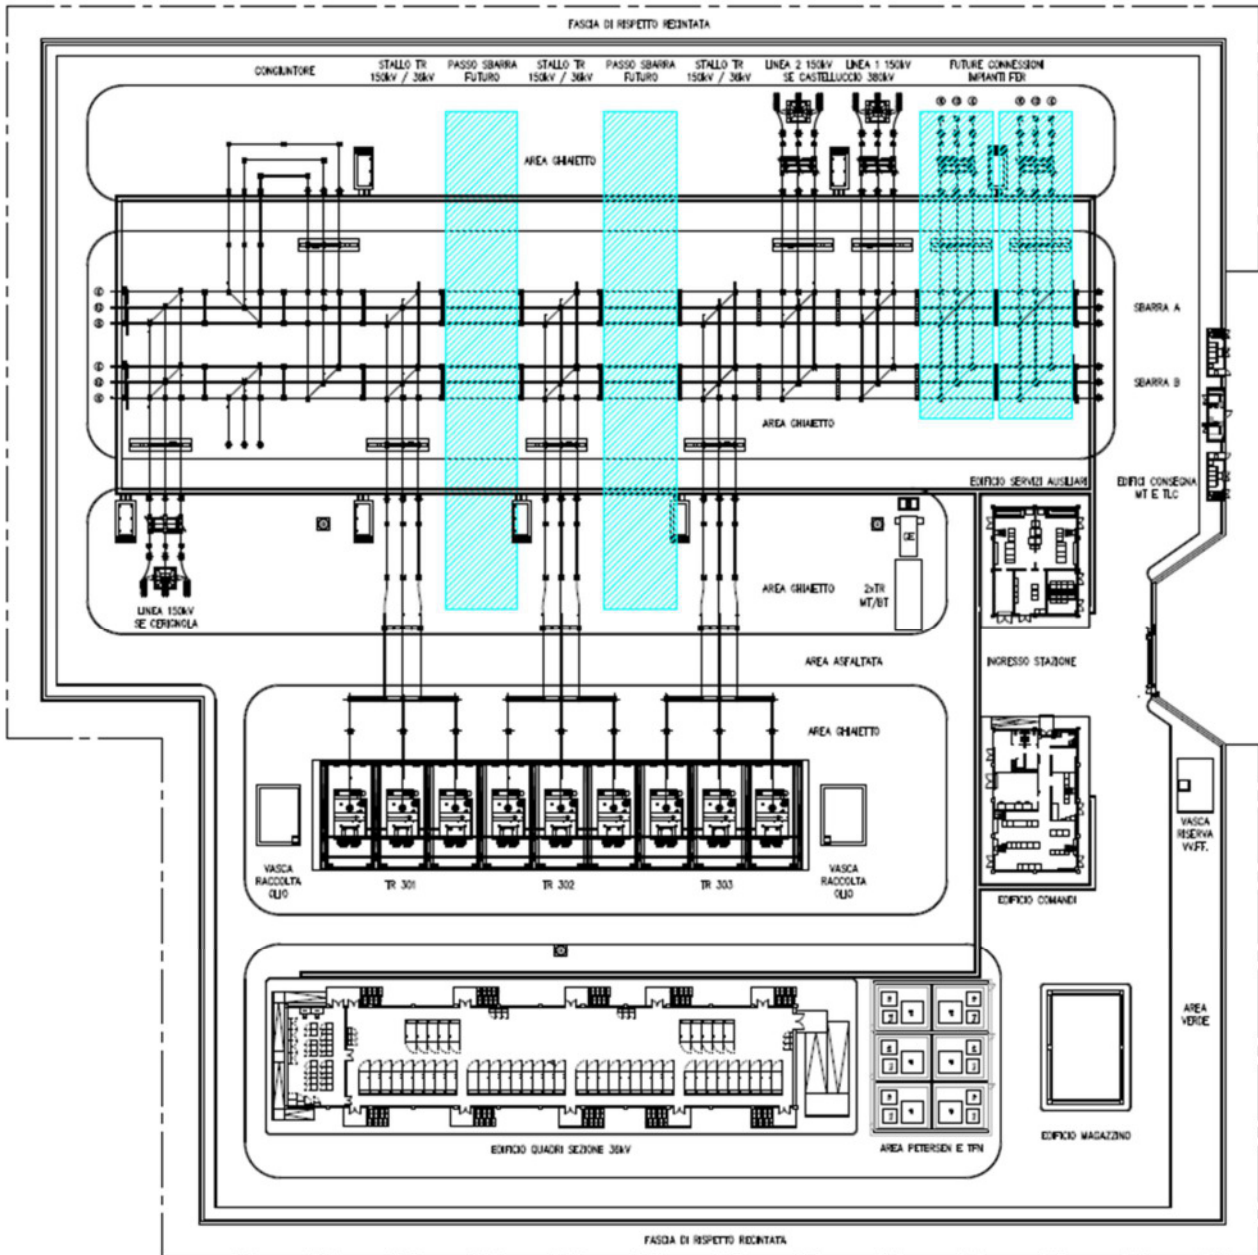 FASCIA DI RISPETTO RECINTATA
CONGIUNTORE
STALLO TR
150kV / 36kV
PASSO SBARRA
FUTURO
STALLO TR
150kV / 36kV
PASSO SBARRA
FUTURO
STALLO TR
150kV / 36kV
LINEA 2 150kV
LINEA 1 150kV
SE CASTELLUCCIO 380kV
FUTURE CONNESSIONI
IMPIANTI FER
AREA GHIAIETTO
SBARRA A
SBARRA B
AREA GHIAIETTO
EDIFICIO SERVIZI AUSILIARI
EDIFICI CONSEGNA
MT E TLC
GE
LINEA 150kV
SE CERIGNOLA
AREA GHIAIETTO
2xTR
MT/BT
AREA ASFALTATA
INGRESSO STAZIONE
AREA GHIAIETTO
VASCA
RISERVA
VV.FF.
VASCA
RACCOLTA
OLIO
TR 301
TR 302
TR 303
VASCA
RACCOLTA
OLIO
EDIFICIO COMANDI
AREA
VERDE
EDIFICIO QUADRI SEZIONE 36kV
AREA PETERSEN E TFN
EDIFICIO MAGAZZINO
FASCIA DI RISPETTO RECINTATA